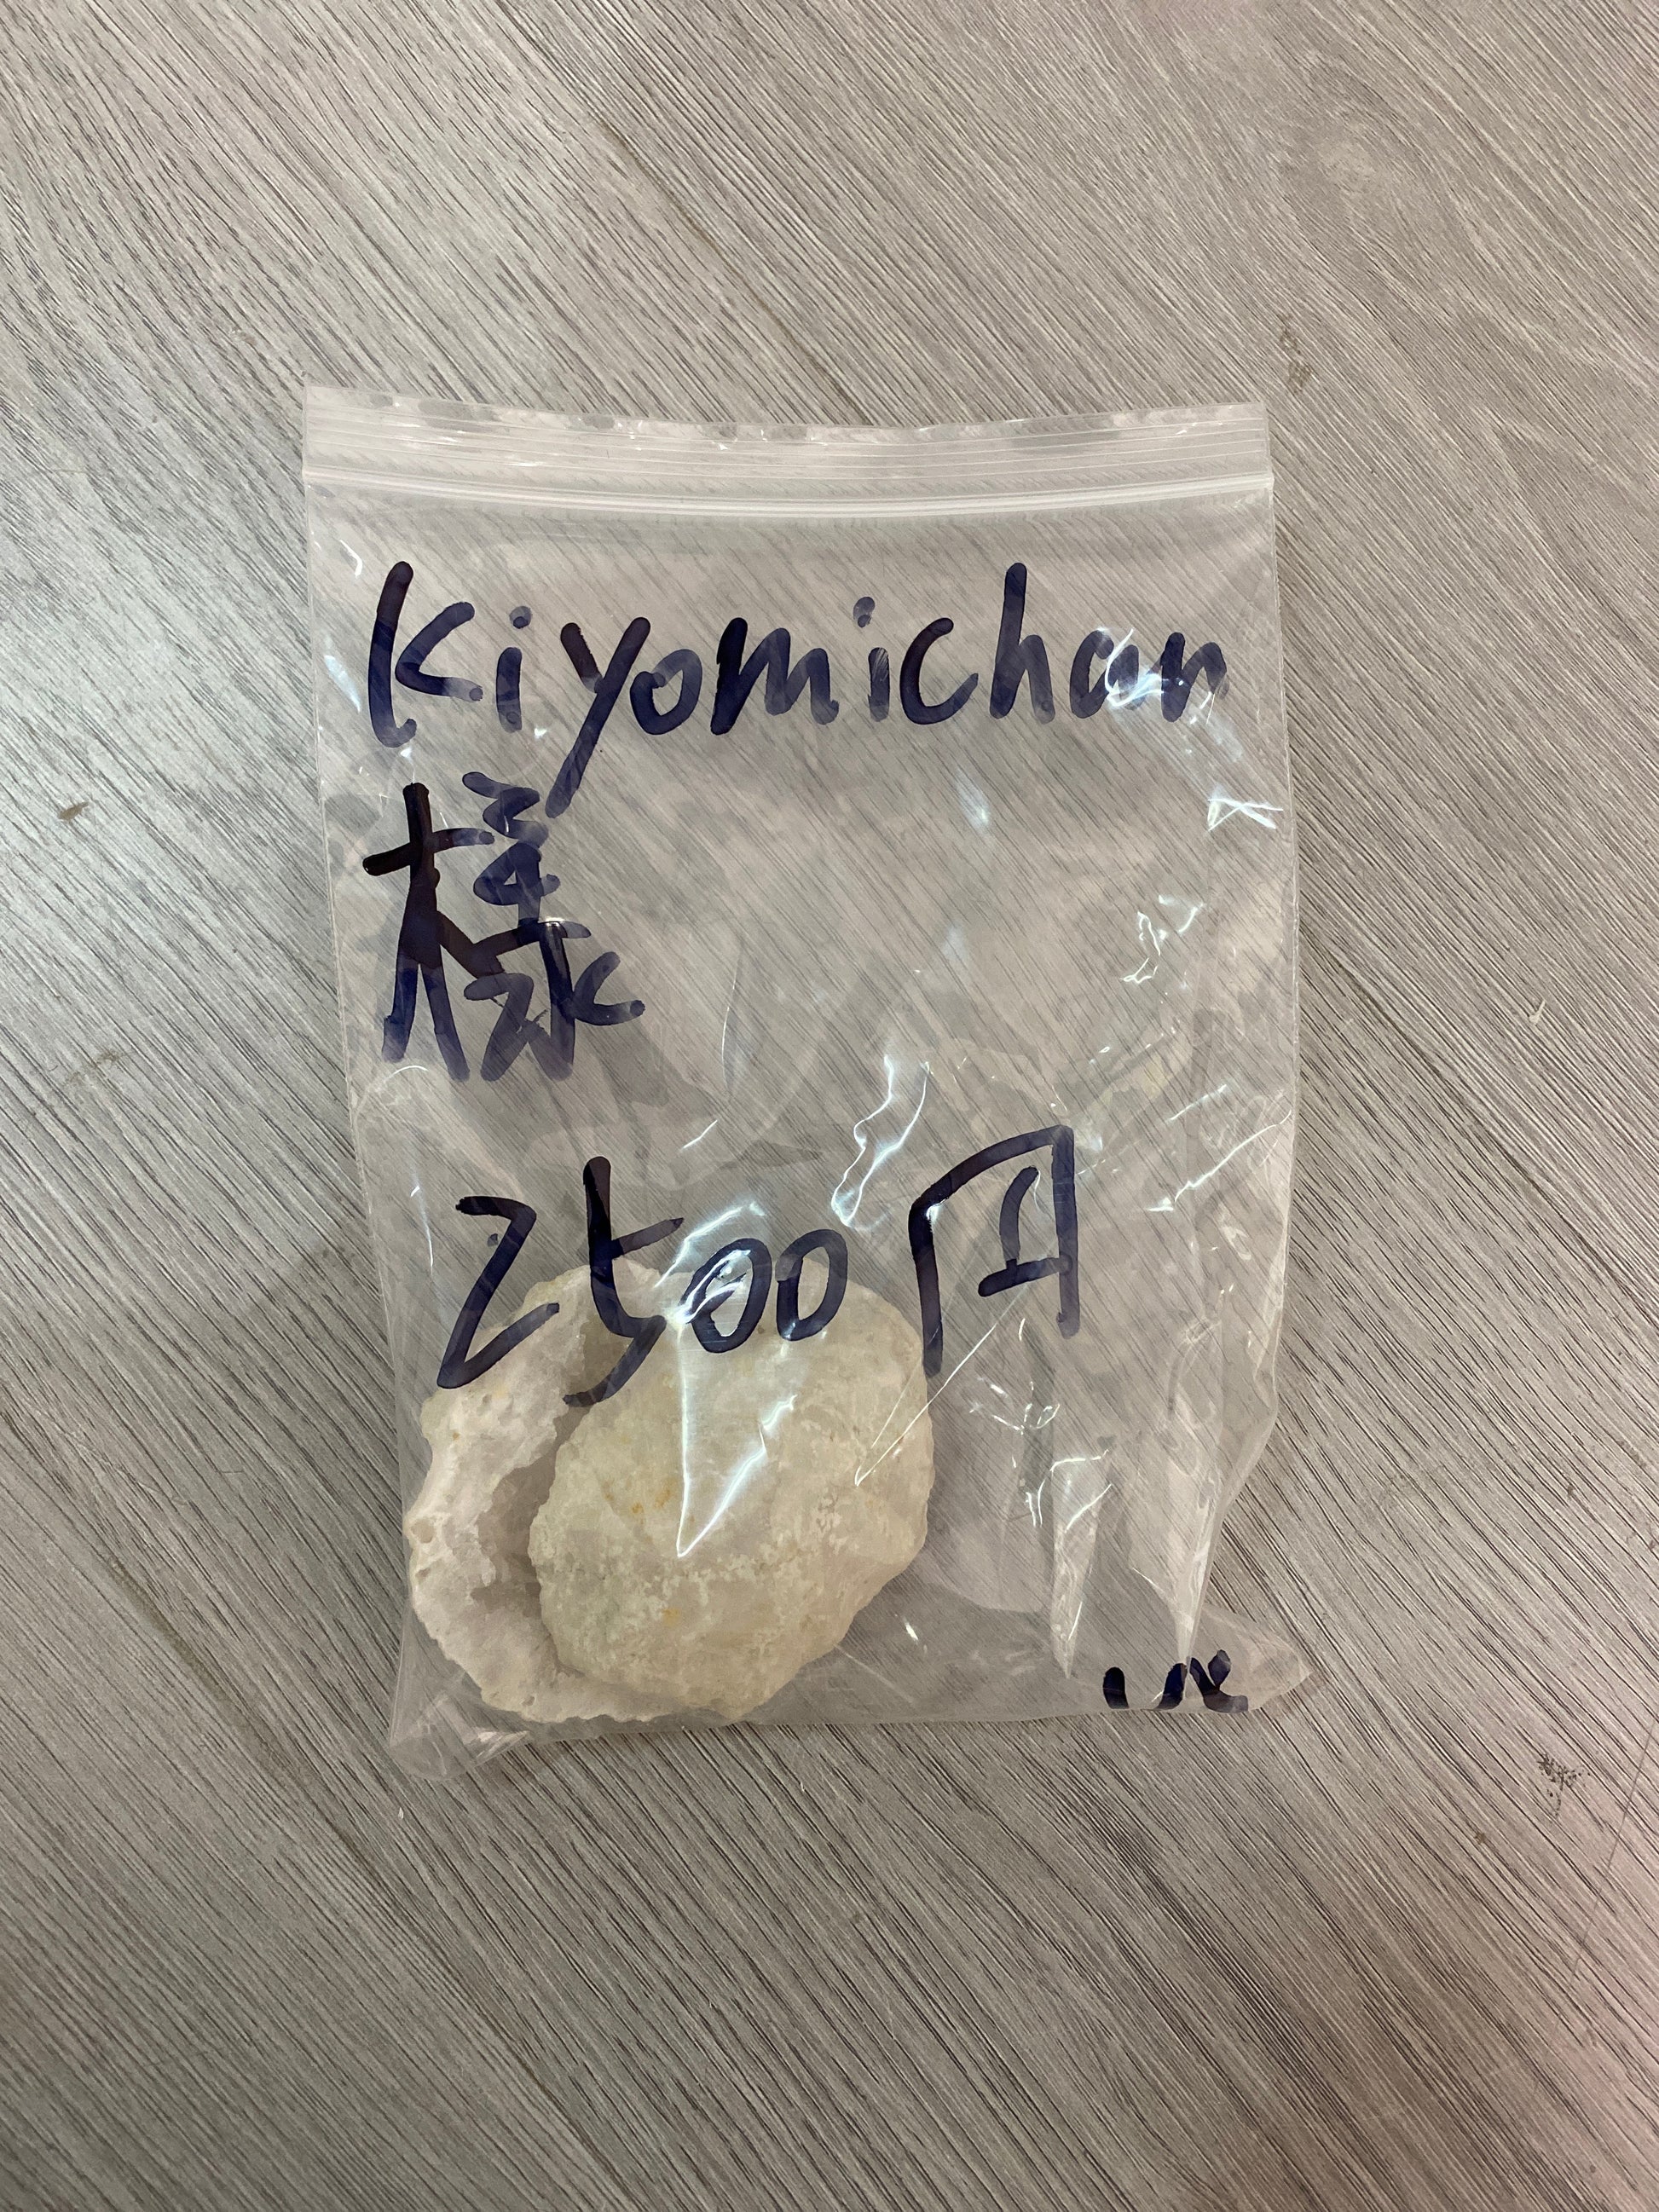 Kiyomichan
様
2500円